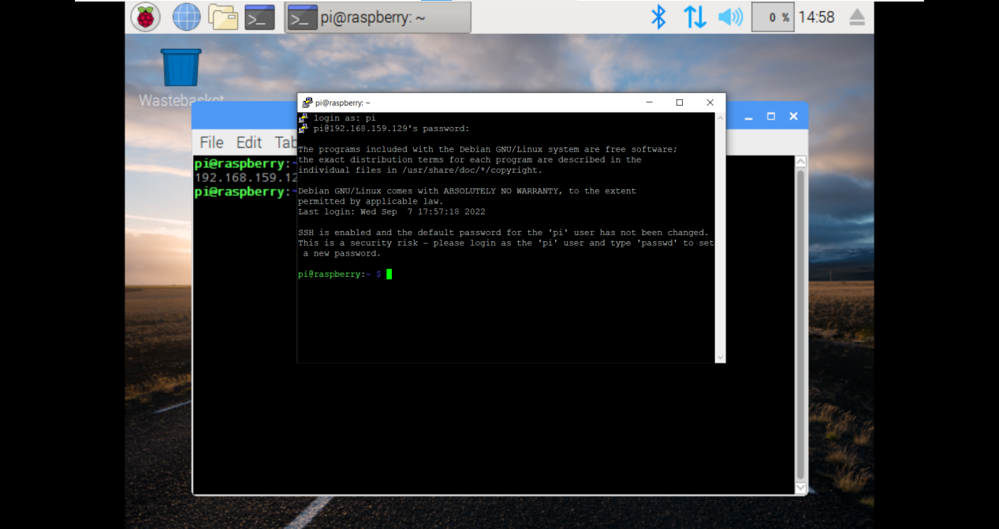 pi@raspberry: ~
0 %
14:58
Wastebasket
pi@raspberry: ~
File Edit Tab
pi@raspberry:~
192.168.159.12
pi@raspberry:~
login as: pi
pi@192.168.159.129's password:
The programs included with the Debian GNU/Linux system are free software;
the exact distribution terms for each program are described in the
individual files in /usr/share/doc/*/copyright.
Debian GNU/Linux comes with ABSOLUTELY NO WARRANTY, to the extent
permitted by applicable law.
Last login: Wed Sep  7 17:57:18 2022
SSH is enabled and the default password for the 'pi' user has not been changed.
This is a security risk - please login as the 'pi' user and type 'passwd' to set
 a new password.
pi@raspberry:~ $